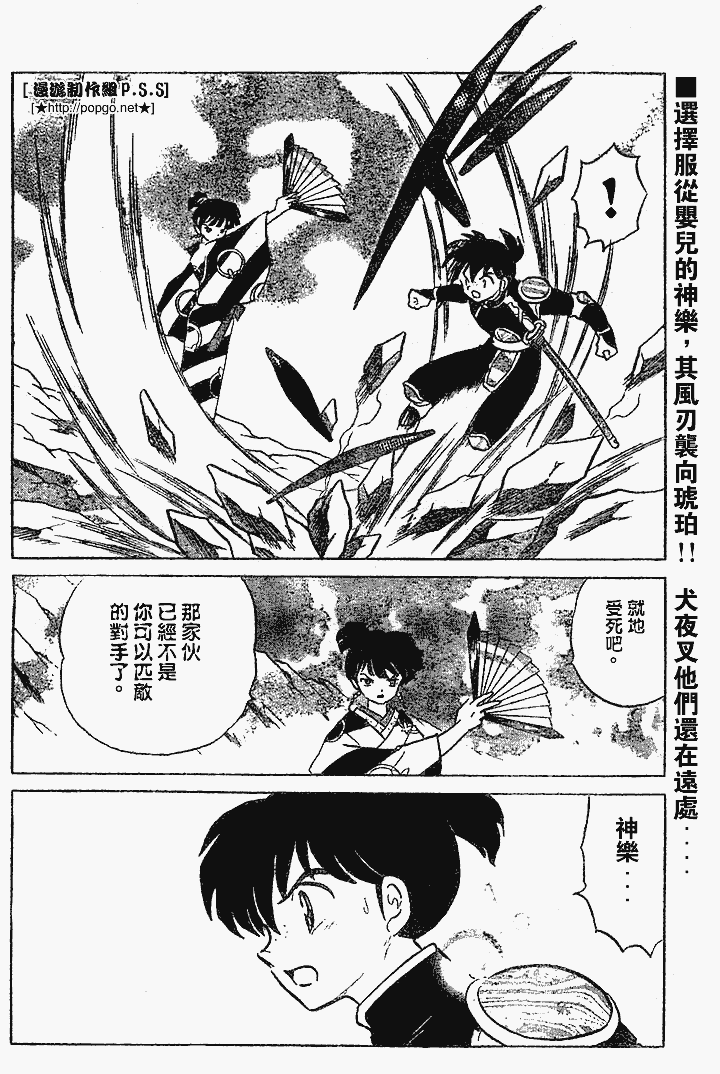 ■選擇服從嬰兒的神樂，其風刃襲向琥珀!! 犬夜叉他們還在遠處....
[漫游制作組P.S.S]
[★http://popgo.net★]
!
就地
受死吧。
那家伙
已經不是
你可以匹敵
的對手了。
神樂...